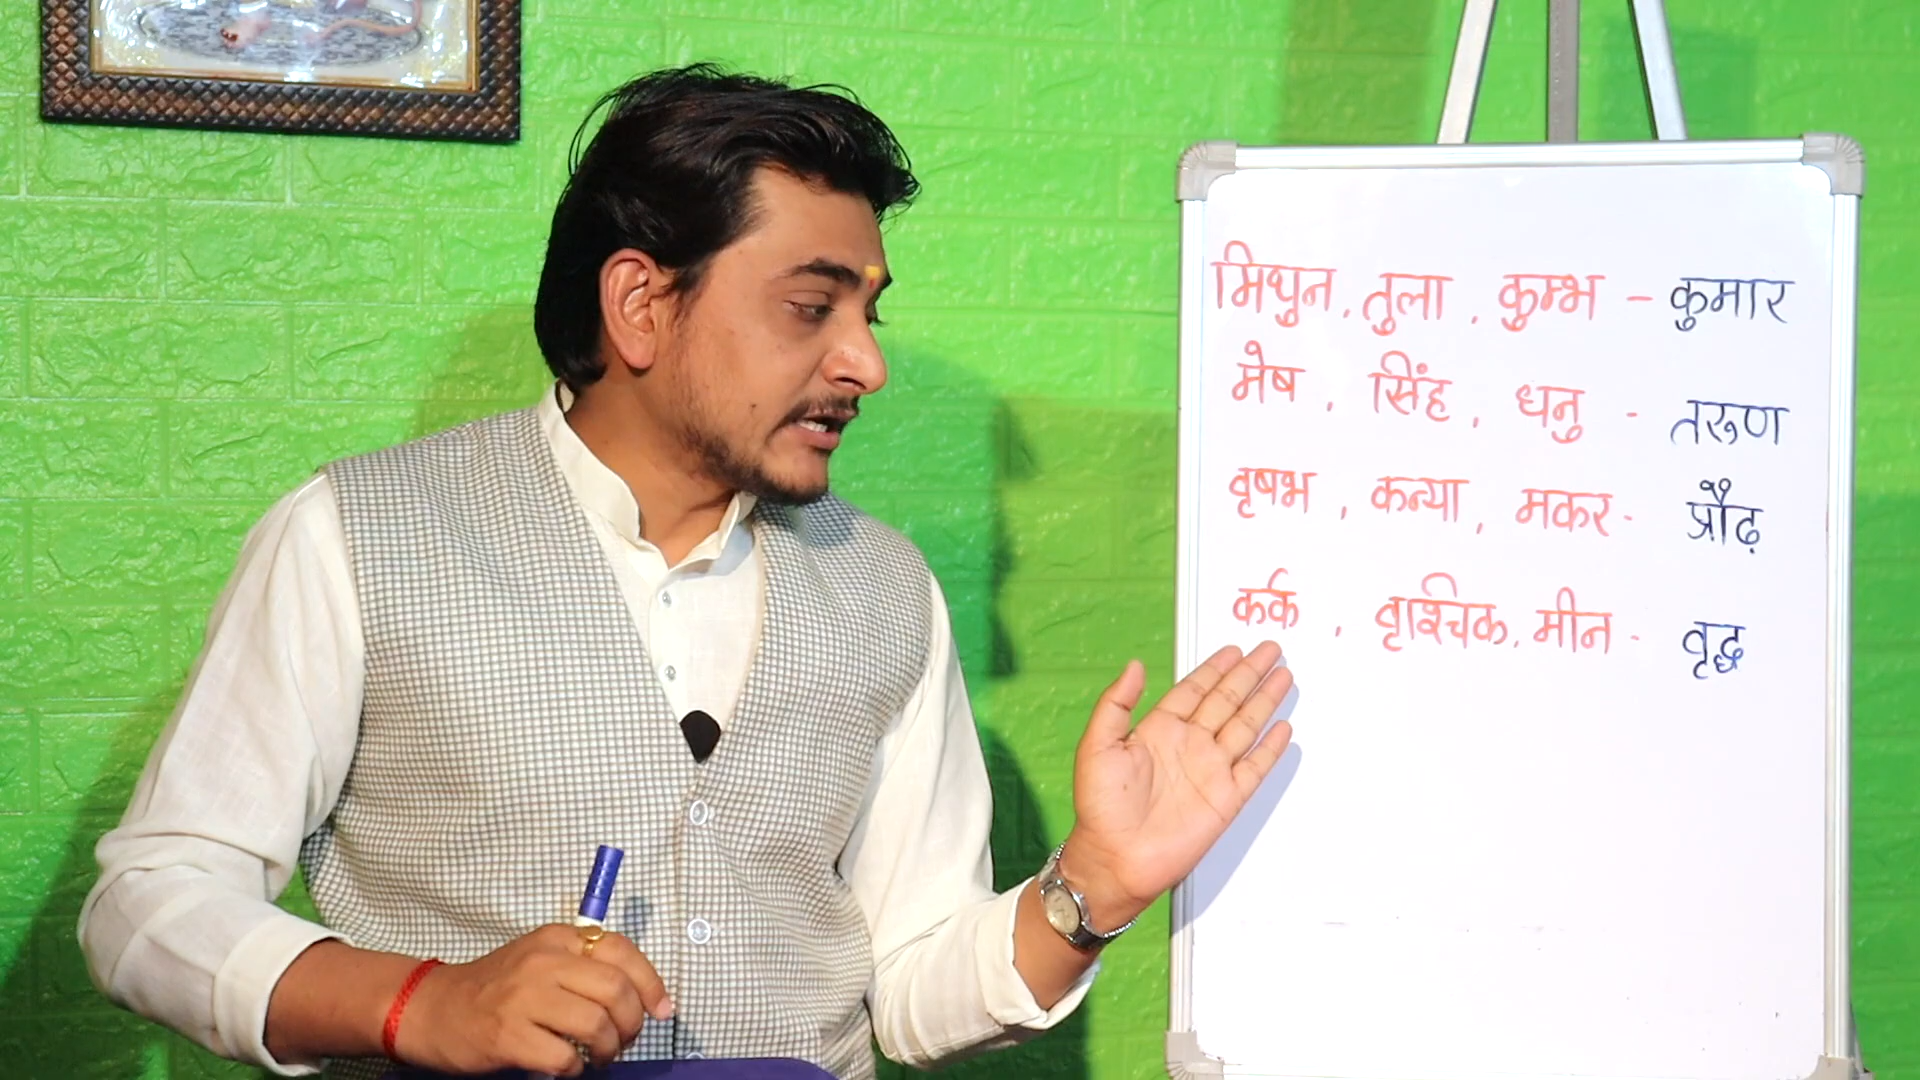 मिथुन, तुला, कुम्भ – कुमार
मेष, सिंह, धनु - तरुण
वृषभ, कन्या, मकर - प्रौढ़
कर्क, वृश्चिक, मीन - वृद्ध